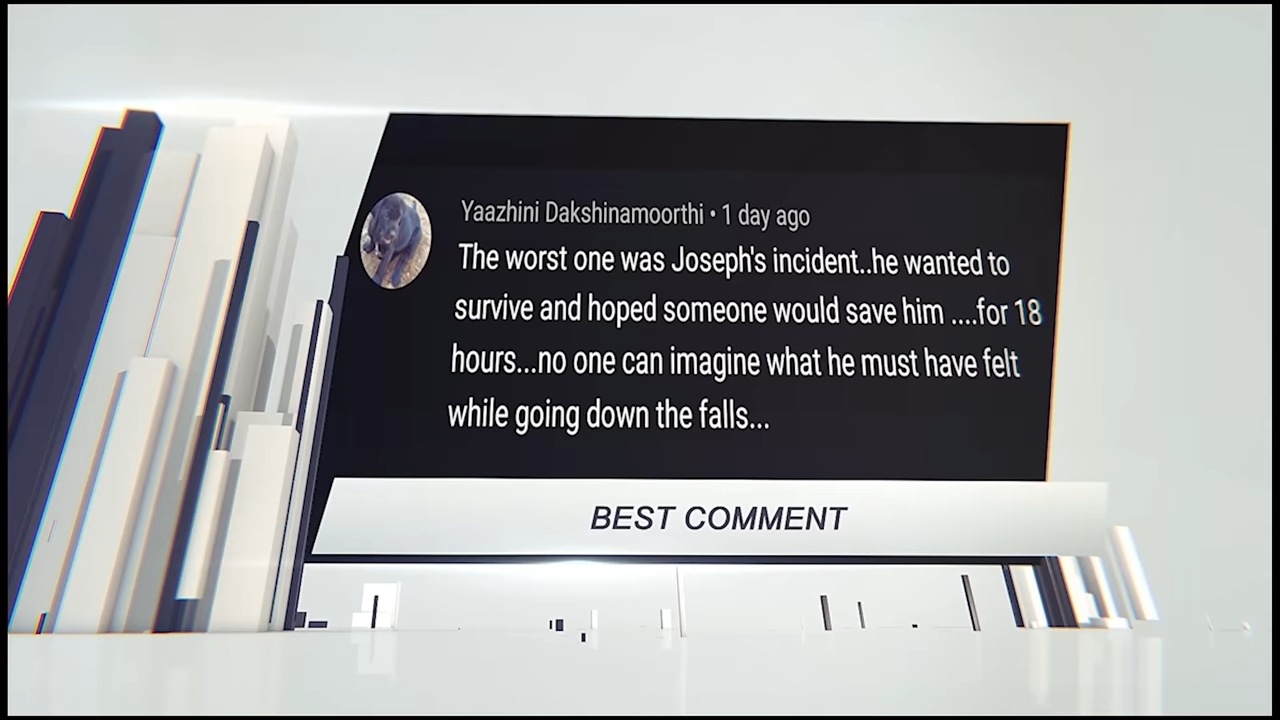 Yaazhini Dakshinamoorthi • 1 day ago
The worst one was Joseph's incident..he wanted to
survive and hoped someone would save him ....for 18
hours...no one can imagine what he must have felt
while going down the falls...
BEST COMMENT